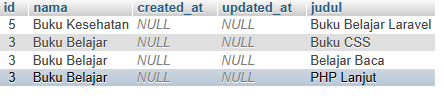 id nama created_at updated_at judul
5 Buku Kesehatan NULL NULL Buku Belajar Laravel
3 Buku Belajar NULL NULL Buku CSS
3 Buku Belajar NULL NULL Belajar Baca
3 Buku Belajar NULL NULL PHP Lanjut